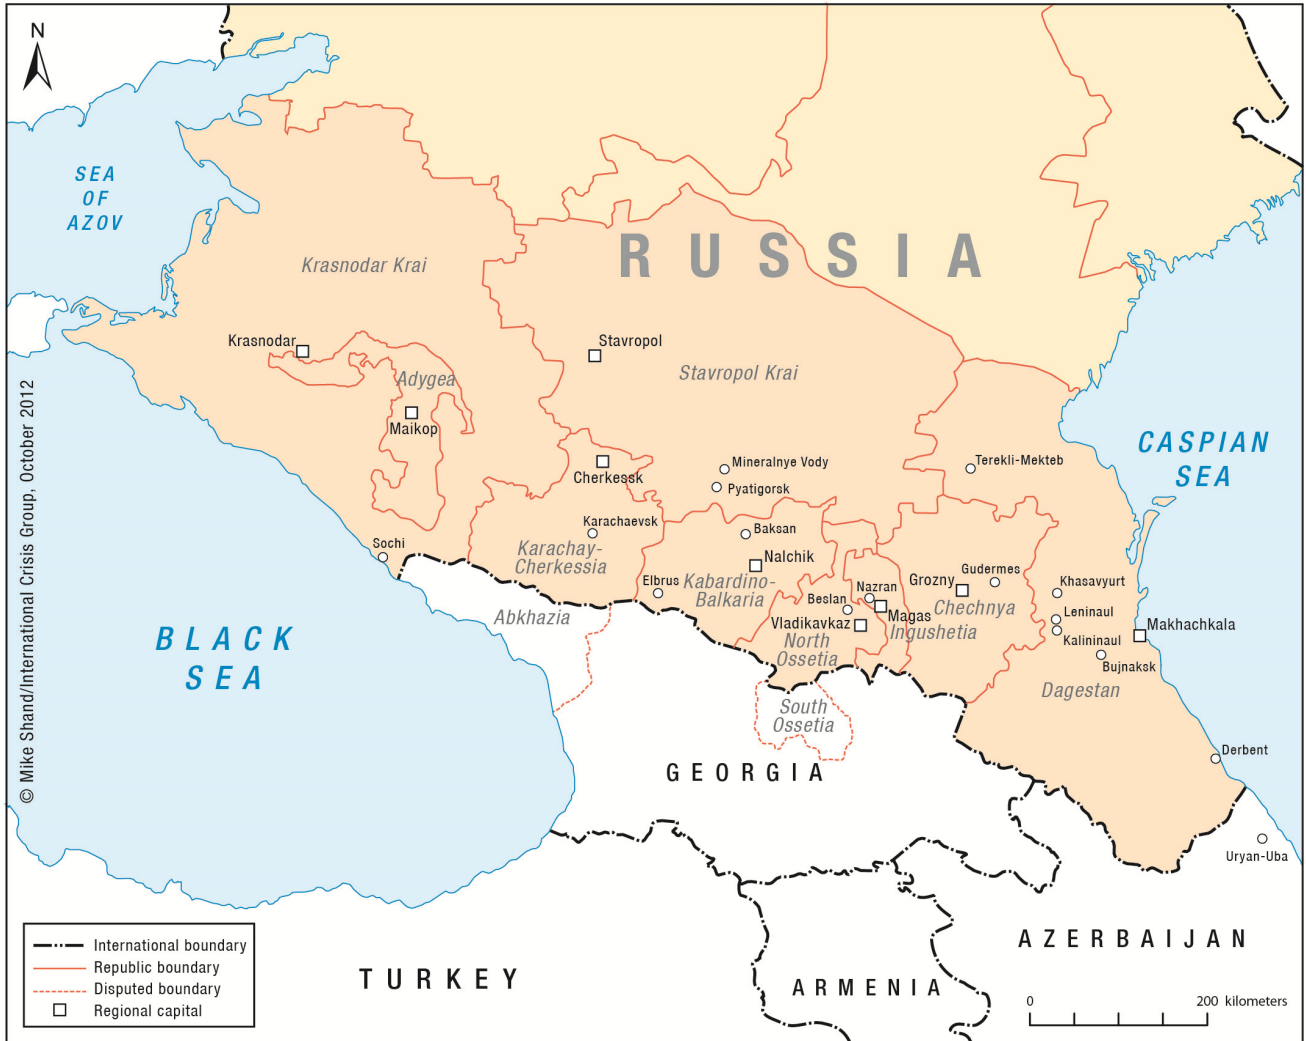 N
SEA
OF
AZOV
RUSSIA
Krasnodar Krai
Krasnodar
Stavropol
Adygea
Stavropol Krai
Maikop
CASPIAN
SEA
Cherkessk
Mineralnye Vody
Terekli-Mekteb
Pyatigorsk
Karachaevsk
Baksan
Sochi
Karachay-
Cherkessia
Nalchik
Elbrus
Kabardino-
Balkaria
Nazran
Grozny
Gudermes
Khasavyurt
Beslan
Magas
Chechnya
Leninaul
Abkhazia
Vladikavkaz
Ingushetia
Kalininaul
Makhachkala
BLACK
SEA
North
Ossetia
Bujnaksk
Dagestan
South
Ossetia
Derbent
GEORGIA
Uryan-Uba
© Mike Shand/International Crisis Group, October 2012
AZERBAIJAN
TURKEY
ARMENIA
International boundary
Republic boundary
Disputed boundary
Regional capital
0 200 kilometers